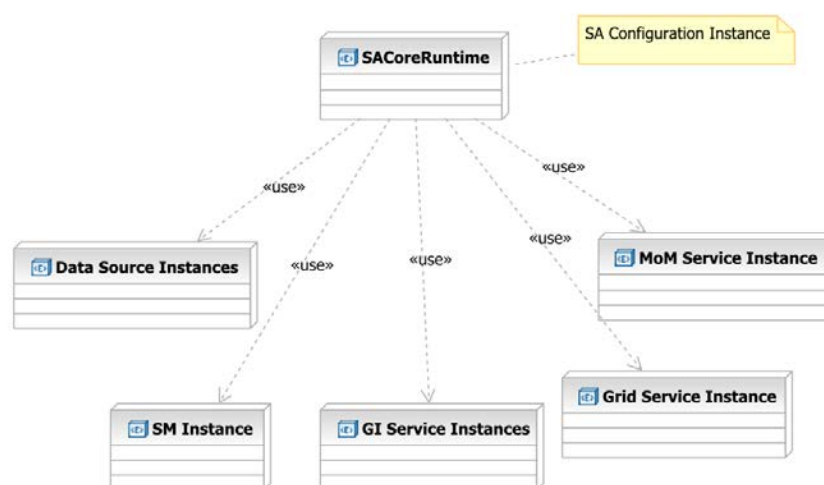 SA Configuration Instance
SACoreRuntime
«use»
«use»
«use»
«use»
«use»
Data Source Instances
MoM Service Instance
Grid Service Instance
SM Instance
GI Service Instances